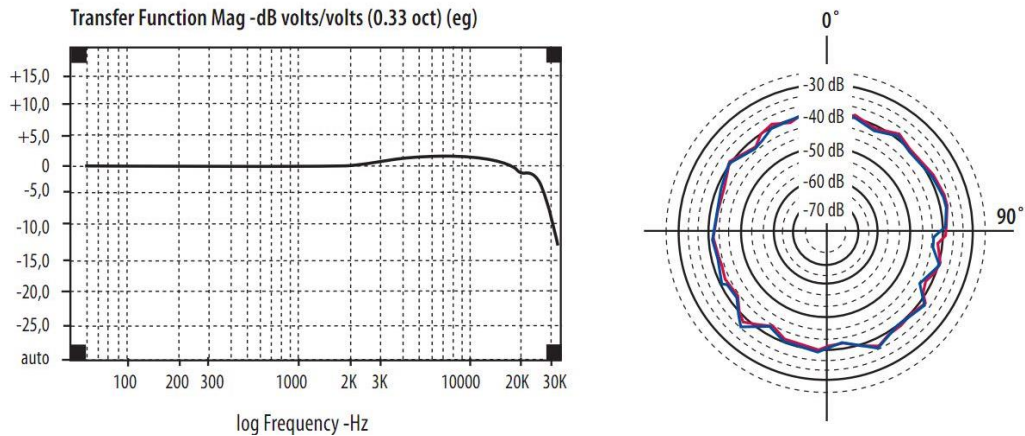 Transfer Function Mag -dB volts/volts (0.33 oct) (eg)
+15,0
+10,0
+5,0
0
-5,0
-10,0
-15,0
-20,0
-25,0
auto
100 200 300 1000 2K 3K 10000 20K 30K
log Frequency -Hz
0°
-30 dB
-40 dB
-50 dB
-60 dB
-70 dB
90°